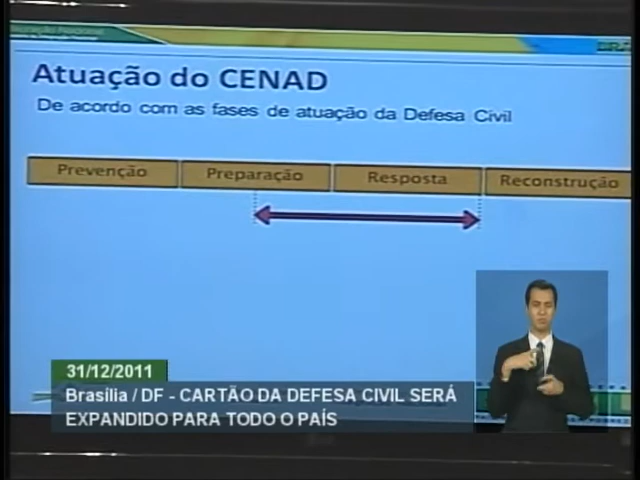 Atuação do CENAD
De acordo com as fases de atuação da Defesa Civil
Prevenção
Preparação
Resposta
Reconstrução
31/12/2011
Brasília / DF - CARTÃO DA DEFESA CIVIL SERÁ
EXPANDIDO PARA TODO O PAÍS